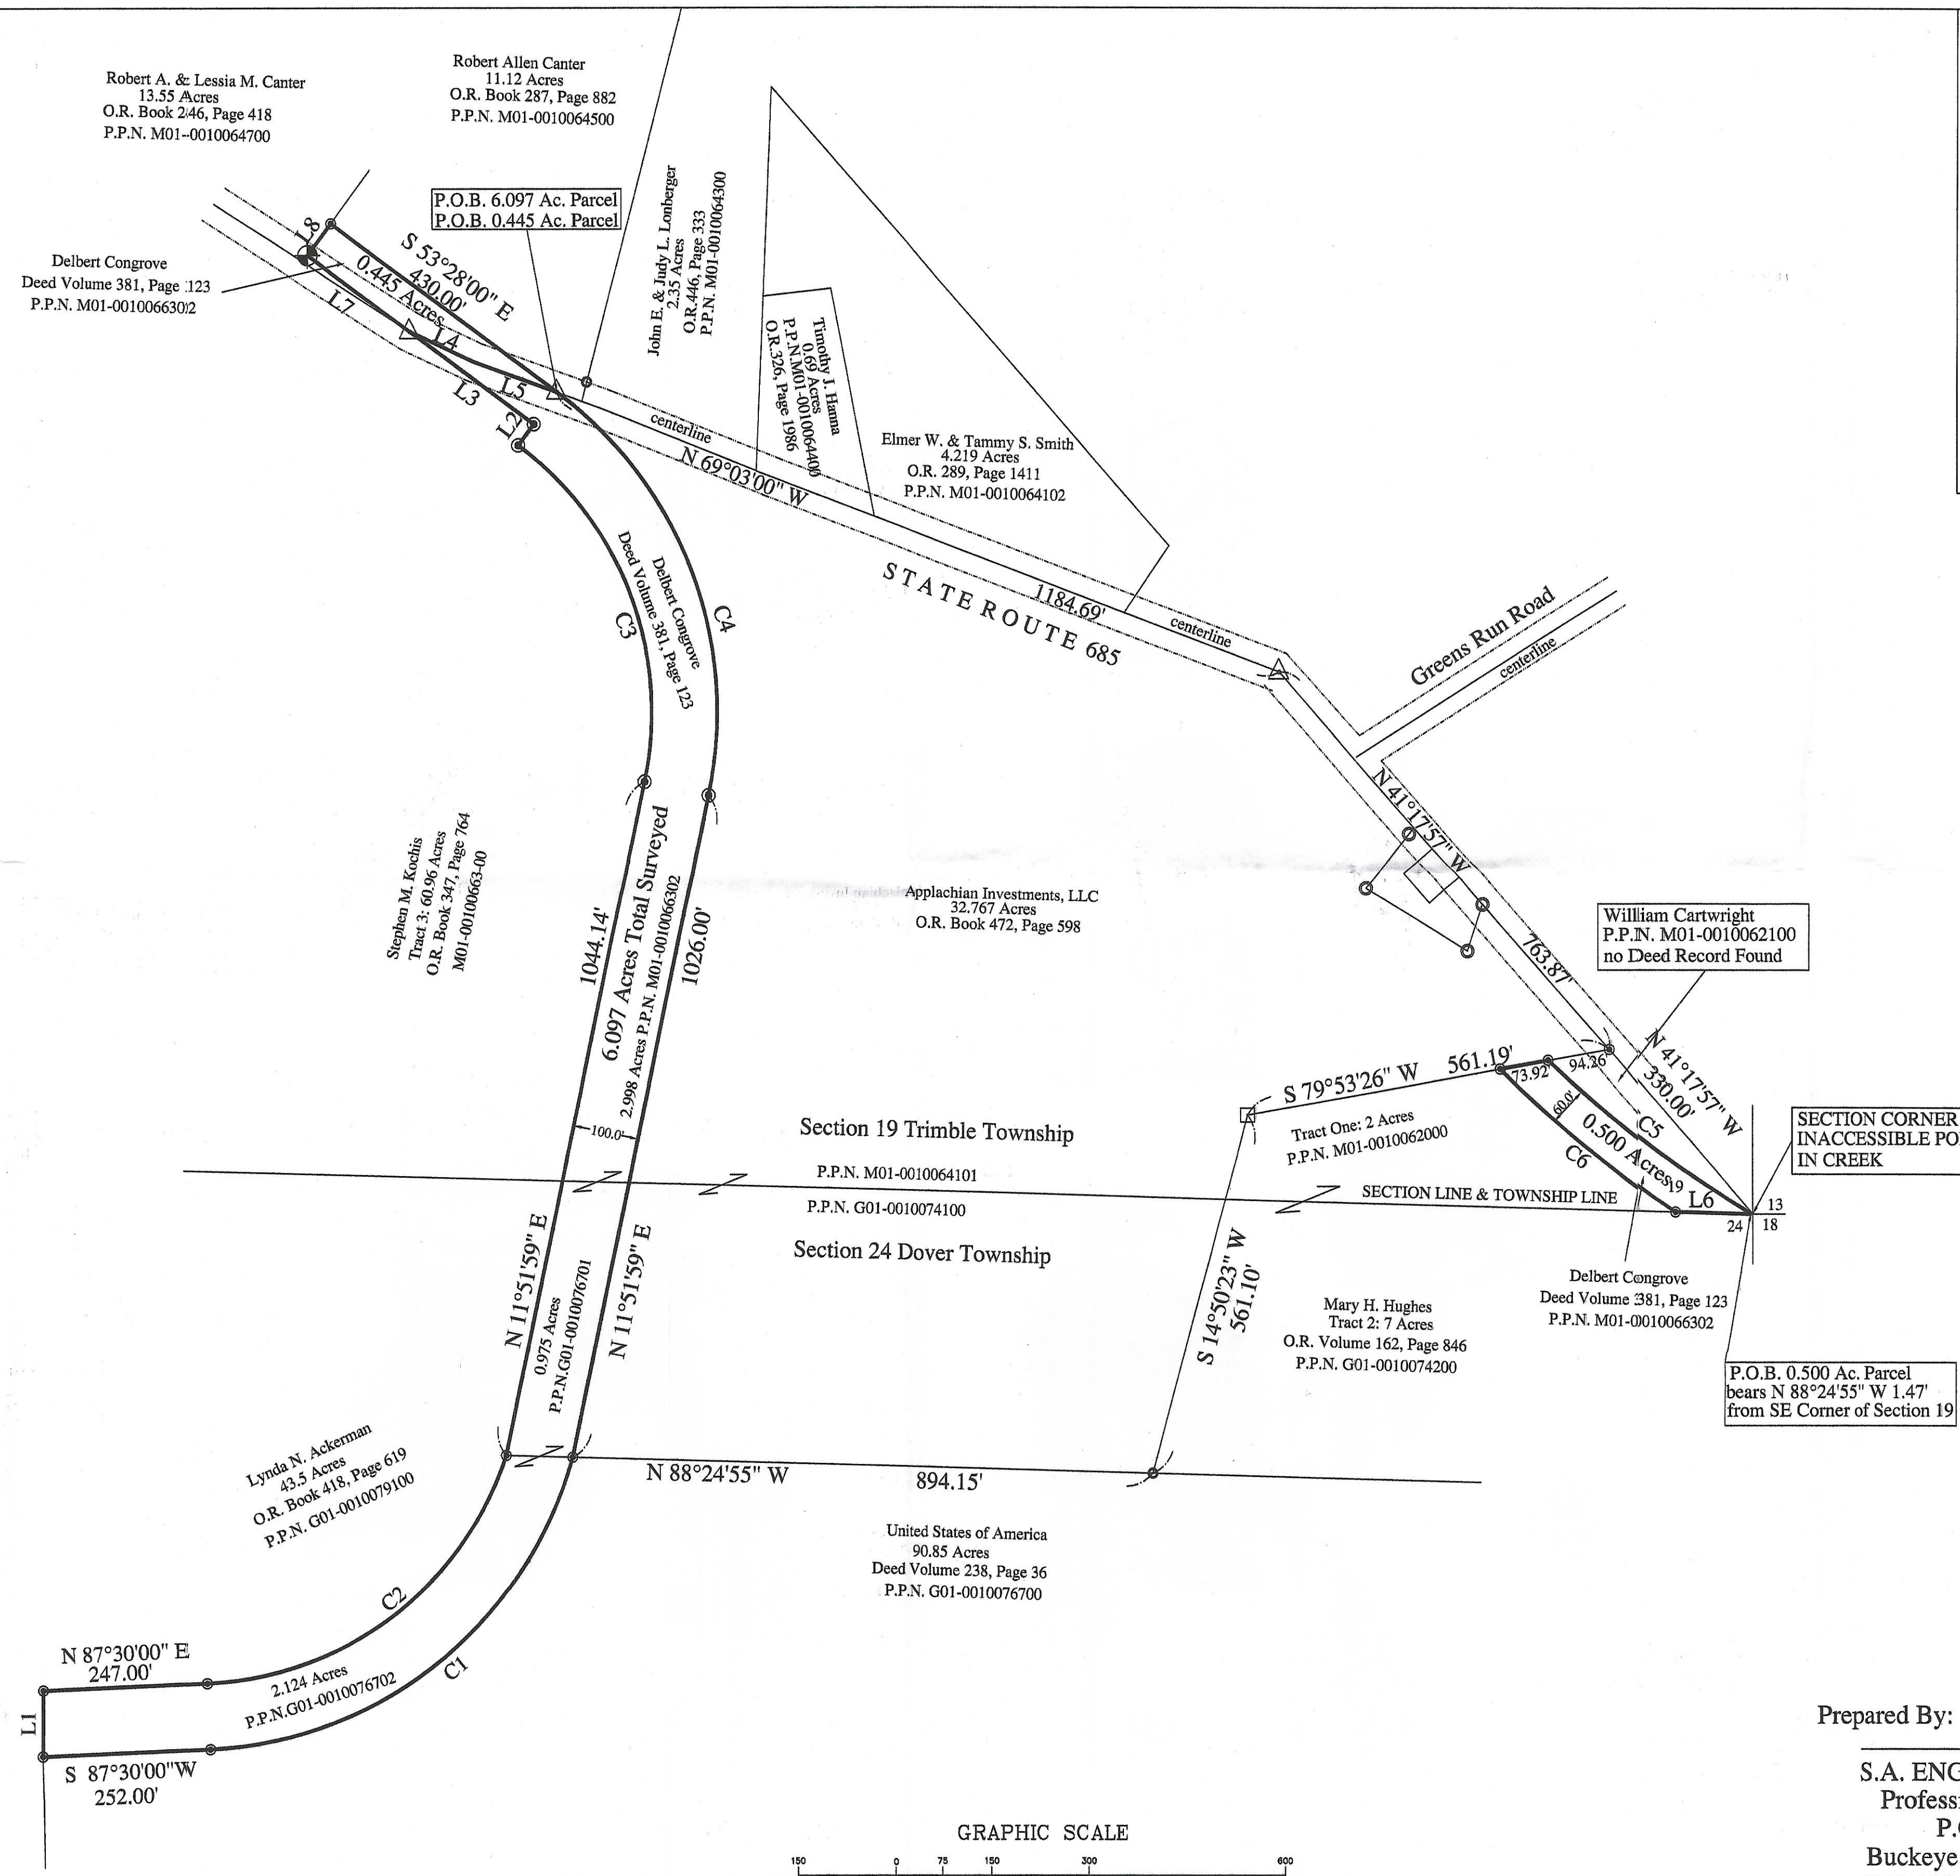 Robert A. & Lessia M. Canter
13.55 Acres
O.R. Book 246, Page 418
P.P.N. M01-0010064700
Robert Allen Canter
11.12 Acres
O.R. Book 287, Page 882
P.P.N. M01-0010064500
P.O.B. 6.097 Ac. Parcel
P.O.B. 0.445 Ac. Parcel
John E. & Judy L. Lonberger
2.35 Acres
O.R.446, Page 333
P.P.N. M01-0010064300
Delbert Congrove
Deed Volume 381, Page 123
P.P.N. M01-0010066302
L8
S 53°28'00" E
430.00'
0.445 Acres
L7
L4
L3
L5
L2
Timothy J. Hanna
0.69 Acres
P.P.N.M01-0010064400
O.R.326, Page 1986
centerline
N 69°03'00" W
Elmer W. & Tammy S. Smith
4.219 Acres
O.R. 289, Page 1411
P.P.N. M01-0010064102
STATE ROUTE 685
1184.69'
centerline
Greens Run Road
centerline
Delbert Congrove
Deed Volume 381, Page 123
C3
C4
N 41°17'57" W
763.87'
Stephen M. Kochis
Tract 3: 60.96 Acres
O.R. Book 347, Page 764
M01-00100663-00
1044.14'
6.097 Acres Total Surveyed
2.998 Acres P.P.N. M01-0010066302
1026.00'
Applachian Investments, LLC
32.767 Acres
O.R. Book 472, Page 598
William Cartwright
P.P.N. M01-0010062100
no Deed Record Found
N 41°17'57" W
330.00'
S 79°53'26" W
561.19'
73.92'
94.26'
60.0'
C5
0.500 Acres
C6
19
L6
Tract One: 2 Acres
P.P.N. M01-0010062000
SECTION CORNER
INACCESSIBLE PO
IN CREEK
13
24
18
100.0'
Section 19 Trimble Township
P.P.N. M01-0010064101
SECTION LINE & TOWNSHIP LINE
P.P.N. G01-0010074100
Section 24 Dover Township
N 11°51'59" E
N 11°51'59" E
0.975 Acres
P.P.N.G01-0010076701
S 14°50'23" W
561.10'
Mary H. Hughes
Tract 2: 7 Acres
O.R. Volume 162, Page 846
P.P.N. G01-0010074200
Delbert Congrove
Deed Volume 381, Page 123
P.P.N. M01-0010066302
P.O.B. 0.500 Ac. Parcel
bears N 88°24'55" W 1.47'
from SE Corner of Section 19
N 88°24'55" W
894.15'
Lynda N. Ackerman
43.5 Acres
O.R. Book 418, Page 619
P.P.N. G01-0010079100
United States of America
90.85 Acres
Deed Volume 238, Page 36
P.P.N. G01-0010076700
C2
C1
N 87°30'00" E
247.00'
2.124 Acres
P.P.N.G01-0010076702
L1
S 87°30'00"W
252.00'
Prepared By:
S.A. ENG
Profess
P.
Buckeye
GRAPHIC SCALE
150 0 75 150 300 600